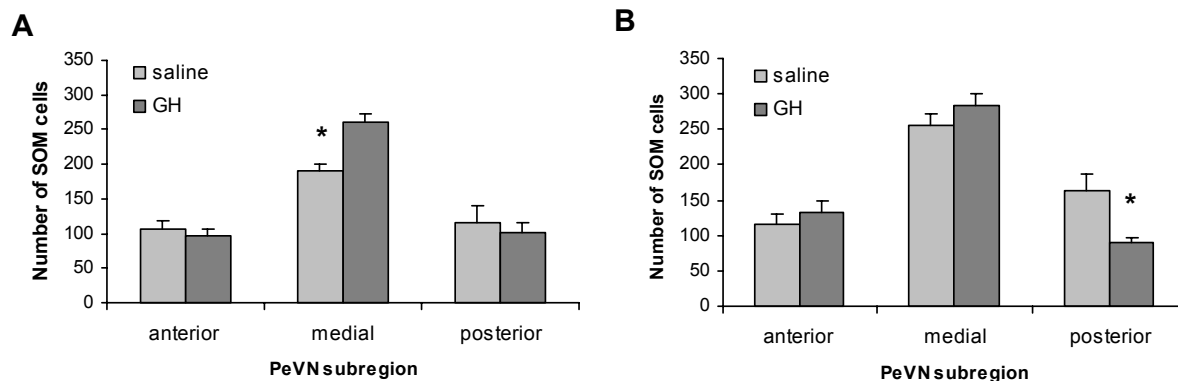 A
Number of SOM cells
350
300
250
200
150
100
50
0
saline
GH
*
anterior medial posterior
PeVN subregion
B
Number of SOM cells
350
300
250
200
150
100
50
0
saline
GH
*
anterior medial posterior
PeVN subregion